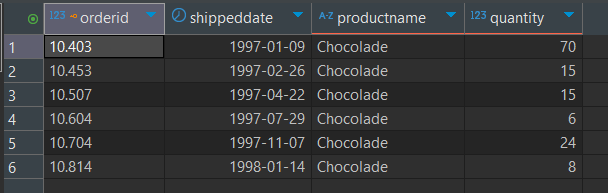 123 orderid shippeddate A-Z productname 123 quantity
1 10.403 1997-01-09 Chocolade 70
2 10.453 1997-02-26 Chocolade 15
3 10.507 1997-04-22 Chocolade 15
4 10.604 1997-07-29 Chocolade 6
5 10.704 1997-11-07 Chocolade 24
6 10.814 1998-01-14 Chocolade 8